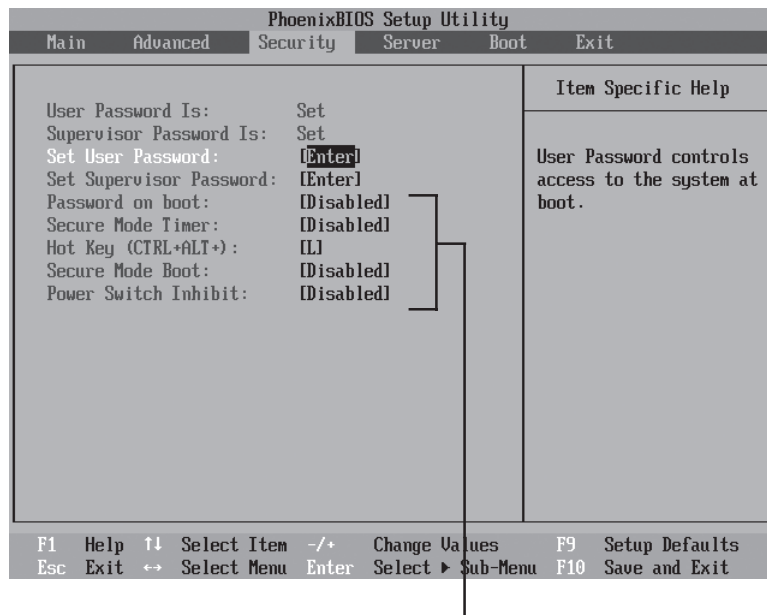 PhoenixBIOS Setup Utility
Main Advanced Security Server Boot Exit
Item Specific Help
User Password Is: Set
Supervisor Password Is: Set
Set User Password: [Enter]
Set Supervisor Password: [Enter]
Password on boot: [Disabled]
Secure Mode Timer: [Disabled]
Hot Key (CTRL+ALT+): [L]
Secure Mode Boot: [Disabled]
Power Switch Inhibit: [Disabled]
User Password controls
access to the system at
boot.
F1 Help ↑↓ Select Item -/+ Change Values F9 Setup Defaults
Esc Exit ↔ Select Menu Enter Select ▶ Sub-Menu F10 Save and Exit